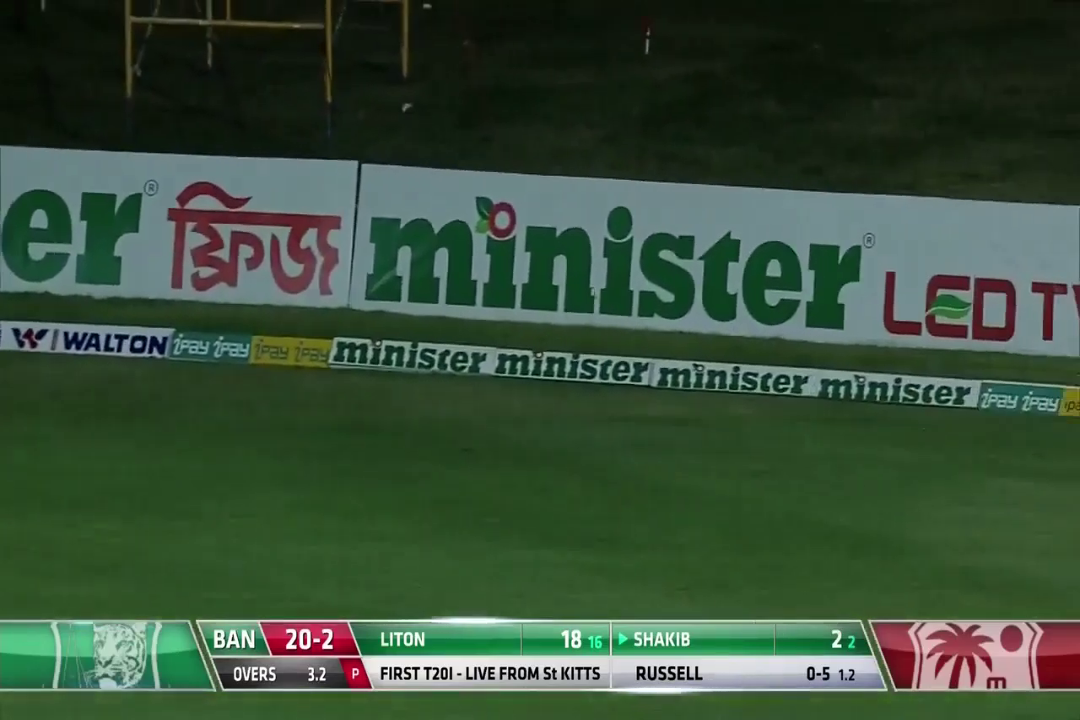 er® ফ্রিজ minister® LED TV
WALTON iPay iPay iPay iPay minister minister minister minister iPay iPay
BAN 20-2 LITON 18 16 SHAKIB 2 2
OVERS 3.2 P FIRST T20I - LIVE FROM St KITTS RUSSELL 0-5 1.2